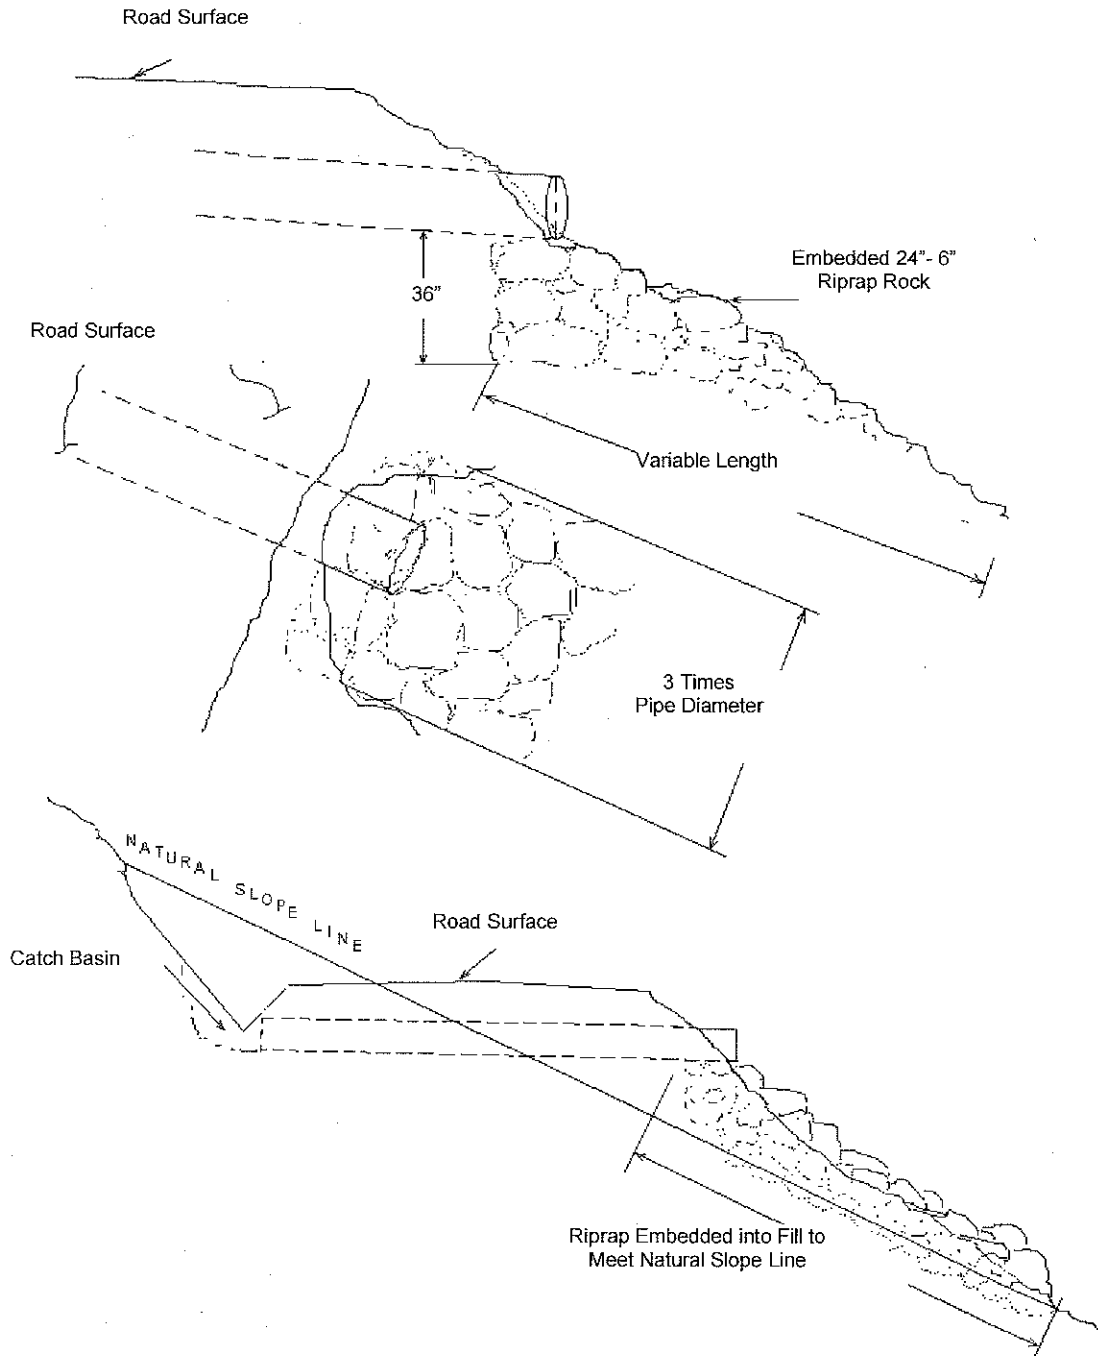 Road Surface
Embedded 24"- 6"
Riprap Rock
36"
Road Surface
Variable Length
3 Times
Pipe Diameter
NATURAL SLOPE LINE
Road Surface
Catch Basin
Riprap Embedded into Fill to
Meet Natural Slope Line